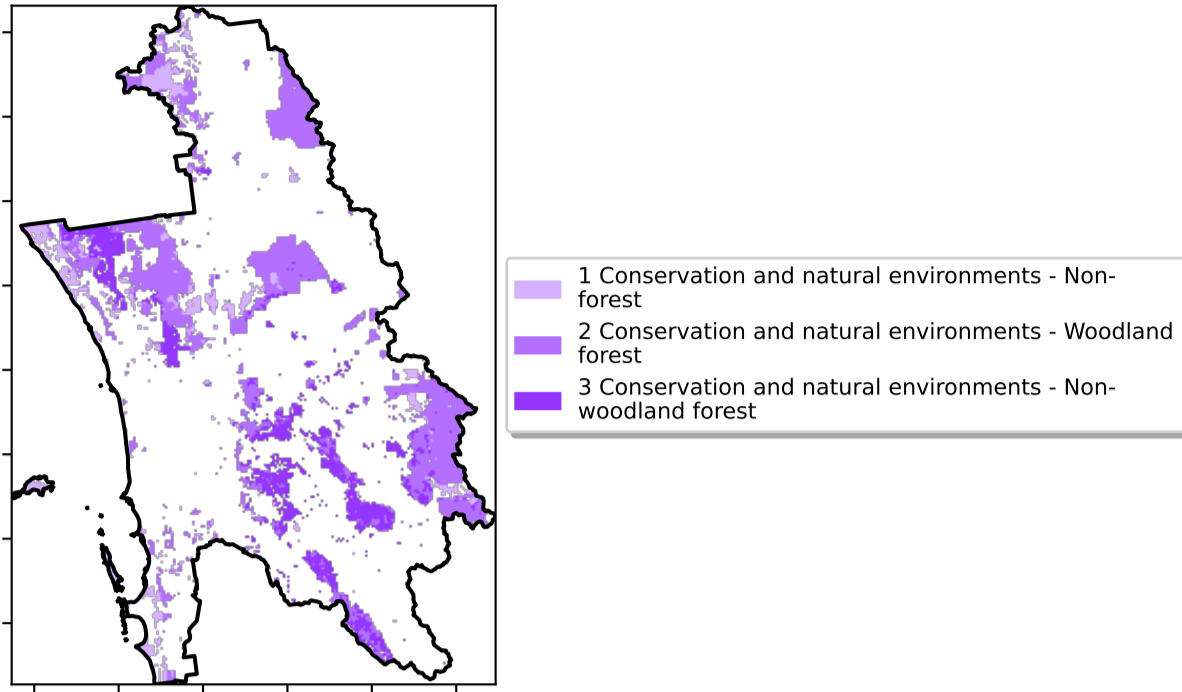 1 Conservation and natural environments - Non-
forest
2 Conservation and natural environments - Woodland
forest
3 Conservation and natural environments - Non-
woodland forest